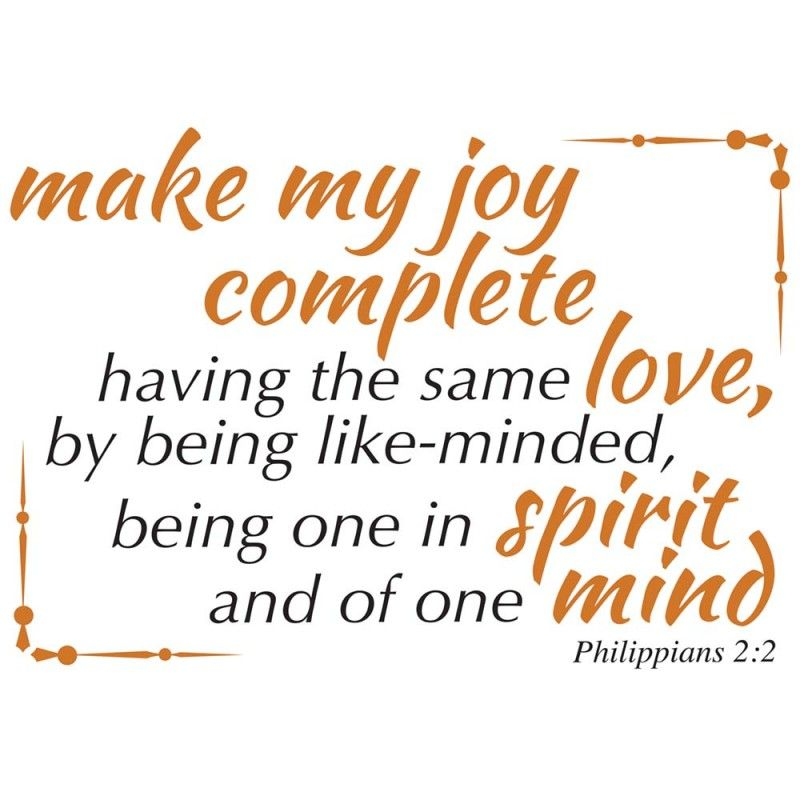 make my joy
complete
having the same love,
by being like-minded,
being one in spirit
and of one mind
Philippians 2:2